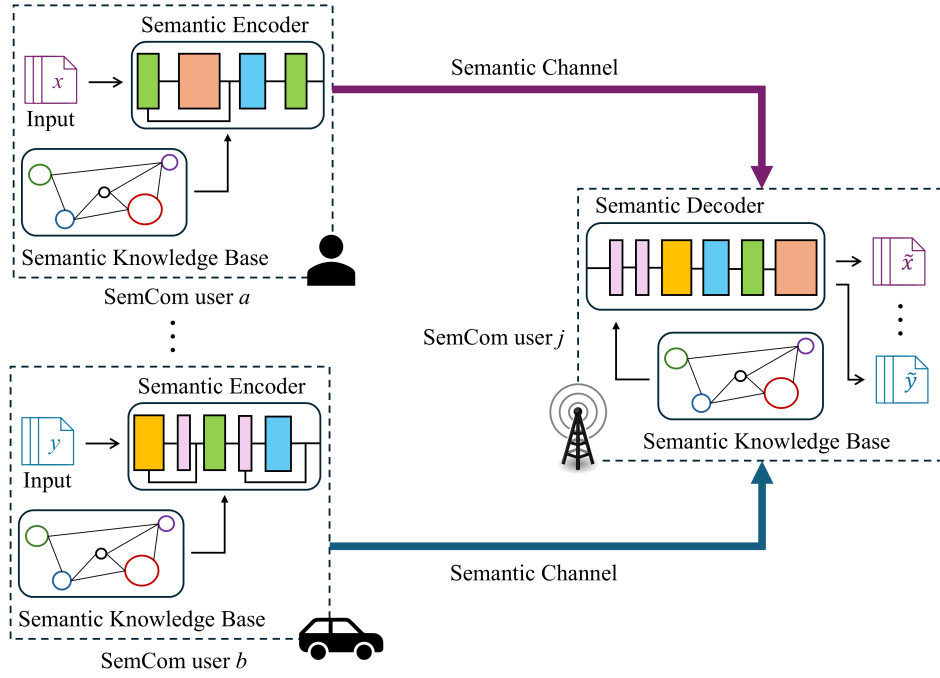 Semantic Encoder
x
Input
Semantic Knowledge Base
SemCom user a
Semantic Channel
Semantic Decoder
x̃
SemCom user j
ỹ
Semantic Knowledge Base
Semantic Encoder
y
Input
Semantic Knowledge Base
SemCom user b
Semantic Channel